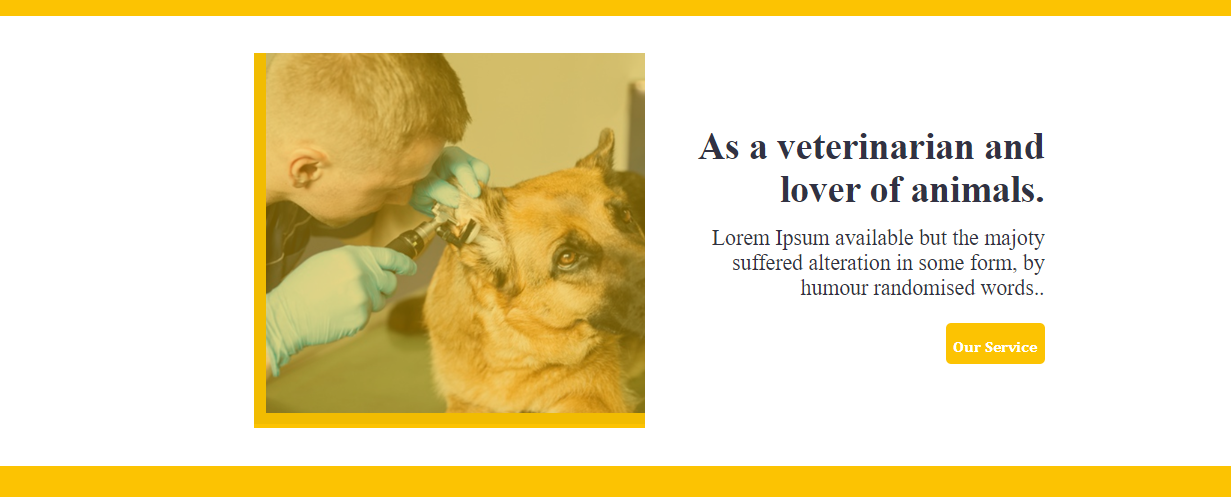 As a veterinarian and
lover of animals.
Lorem Ipsum available but the majoty
suffered alteration in some form, by
humour randomised words..
Our Service